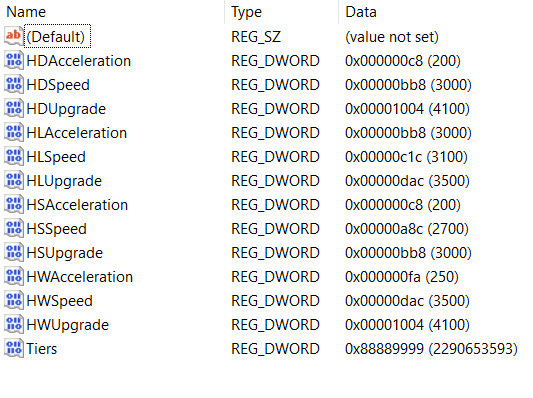 Name Type Data
(Default) REG_SZ (value not set)
HDAcceleration REG_DWORD 0x000000c8 (200)
HDSpeed REG_DWORD 0x00000bb8 (3000)
HDUpgrade REG_DWORD 0x00001004 (4100)
HLAcceleration REG_DWORD 0x00000bb8 (3000)
HLSpeed REG_DWORD 0x00000c1c (3100)
HLUpgrade REG_DWORD 0x00000dac (3500)
HSAcceleration REG_DWORD 0x000000c8 (200)
HSSpeed REG_DWORD 0x00000a8c (2700)
HSUpgrade REG_DWORD 0x00000bb8 (3000)
HWAcceleration REG_DWORD 0x000000fa (250)
HWSpeed REG_DWORD 0x00000dac (3500)
HWUpgrade REG_DWORD 0x00001004 (4100)
Tiers REG_DWORD 0x88889999 (2290653593)